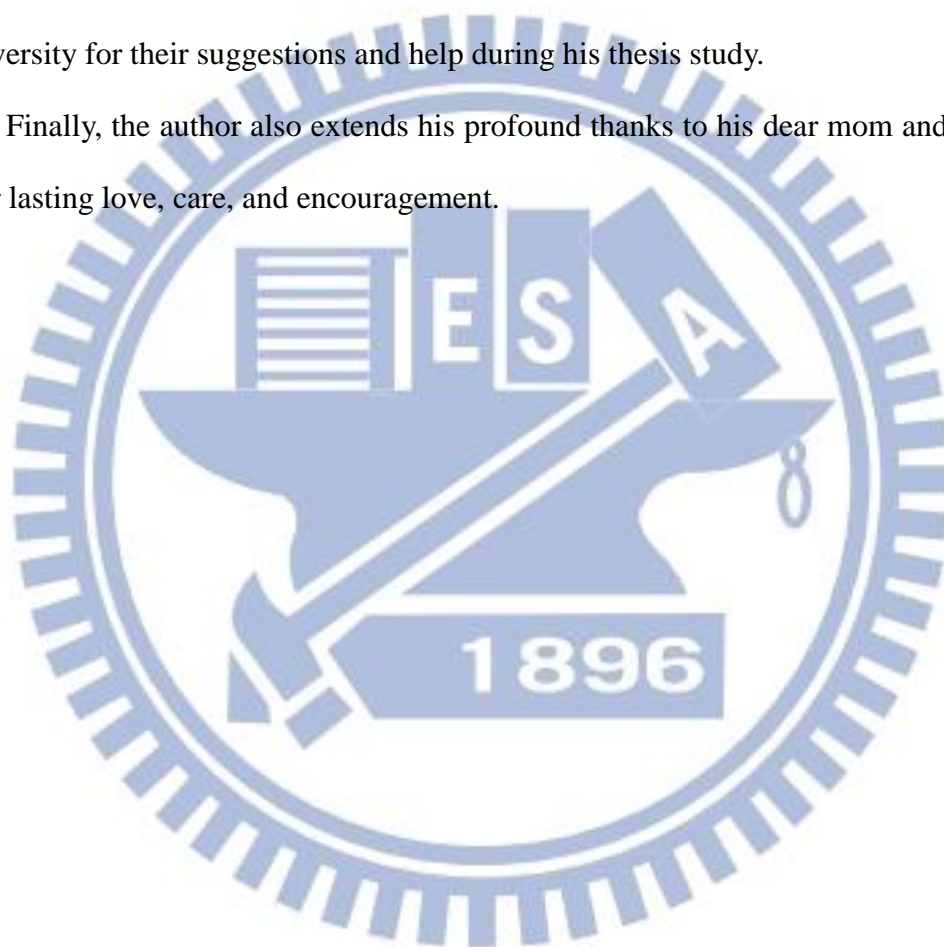 versity for their suggestions and help during his thesis study.
Finally, the author also extends his profound thanks to his dear mom and
lasting love, care, and encouragement.
E S A
1896